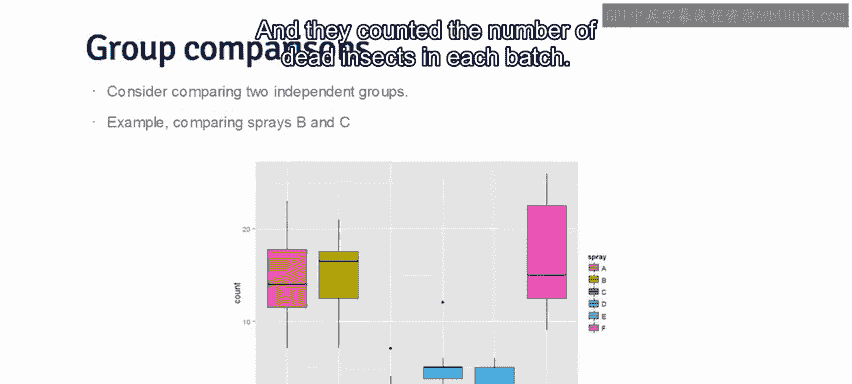 And they counted the number of
dead insects in each batch.
Group comparisons
· Consider comparing two independent groups.
· Example, comparing sprays B and C
20
10
count
spray
A
B
C
D
E
F